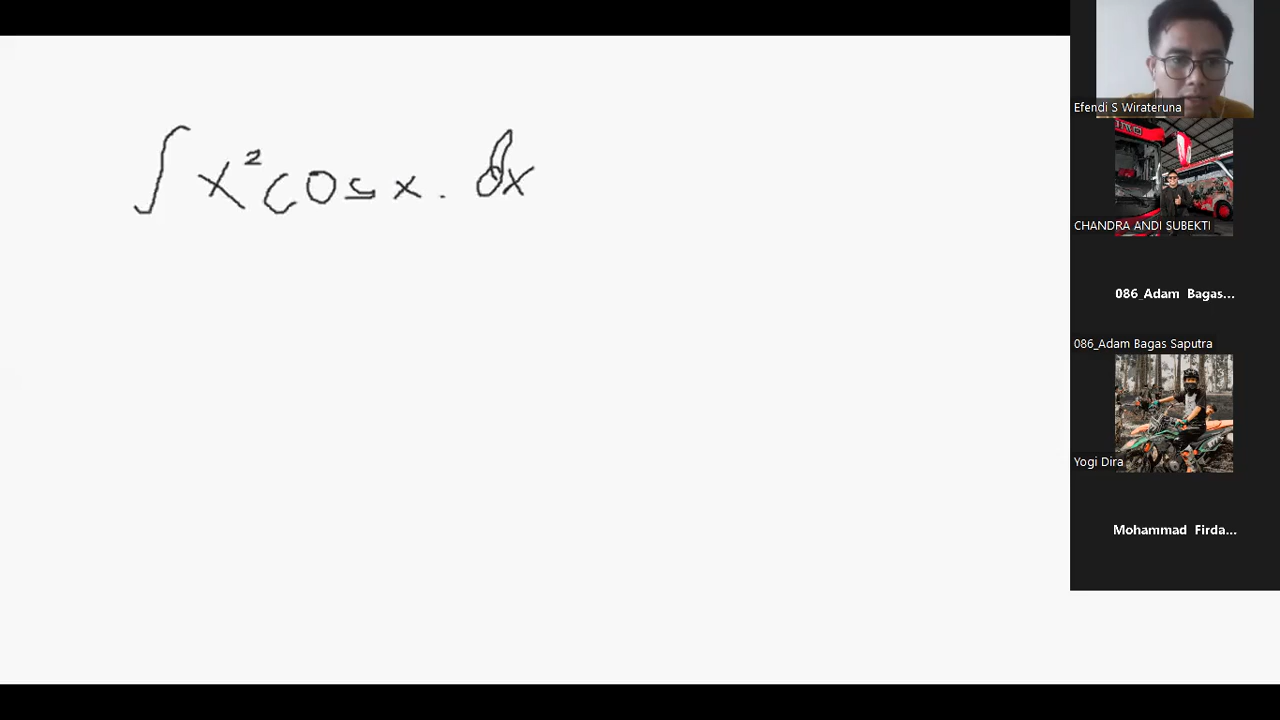 ∫ x² cos x . dx
Efendi S Wirateruna
CHANDRA ANDI SUBEKTI
086_Adam Bagas...
086_Adam Bagas Saputra
Yogi Dira
Mohammad Firda...